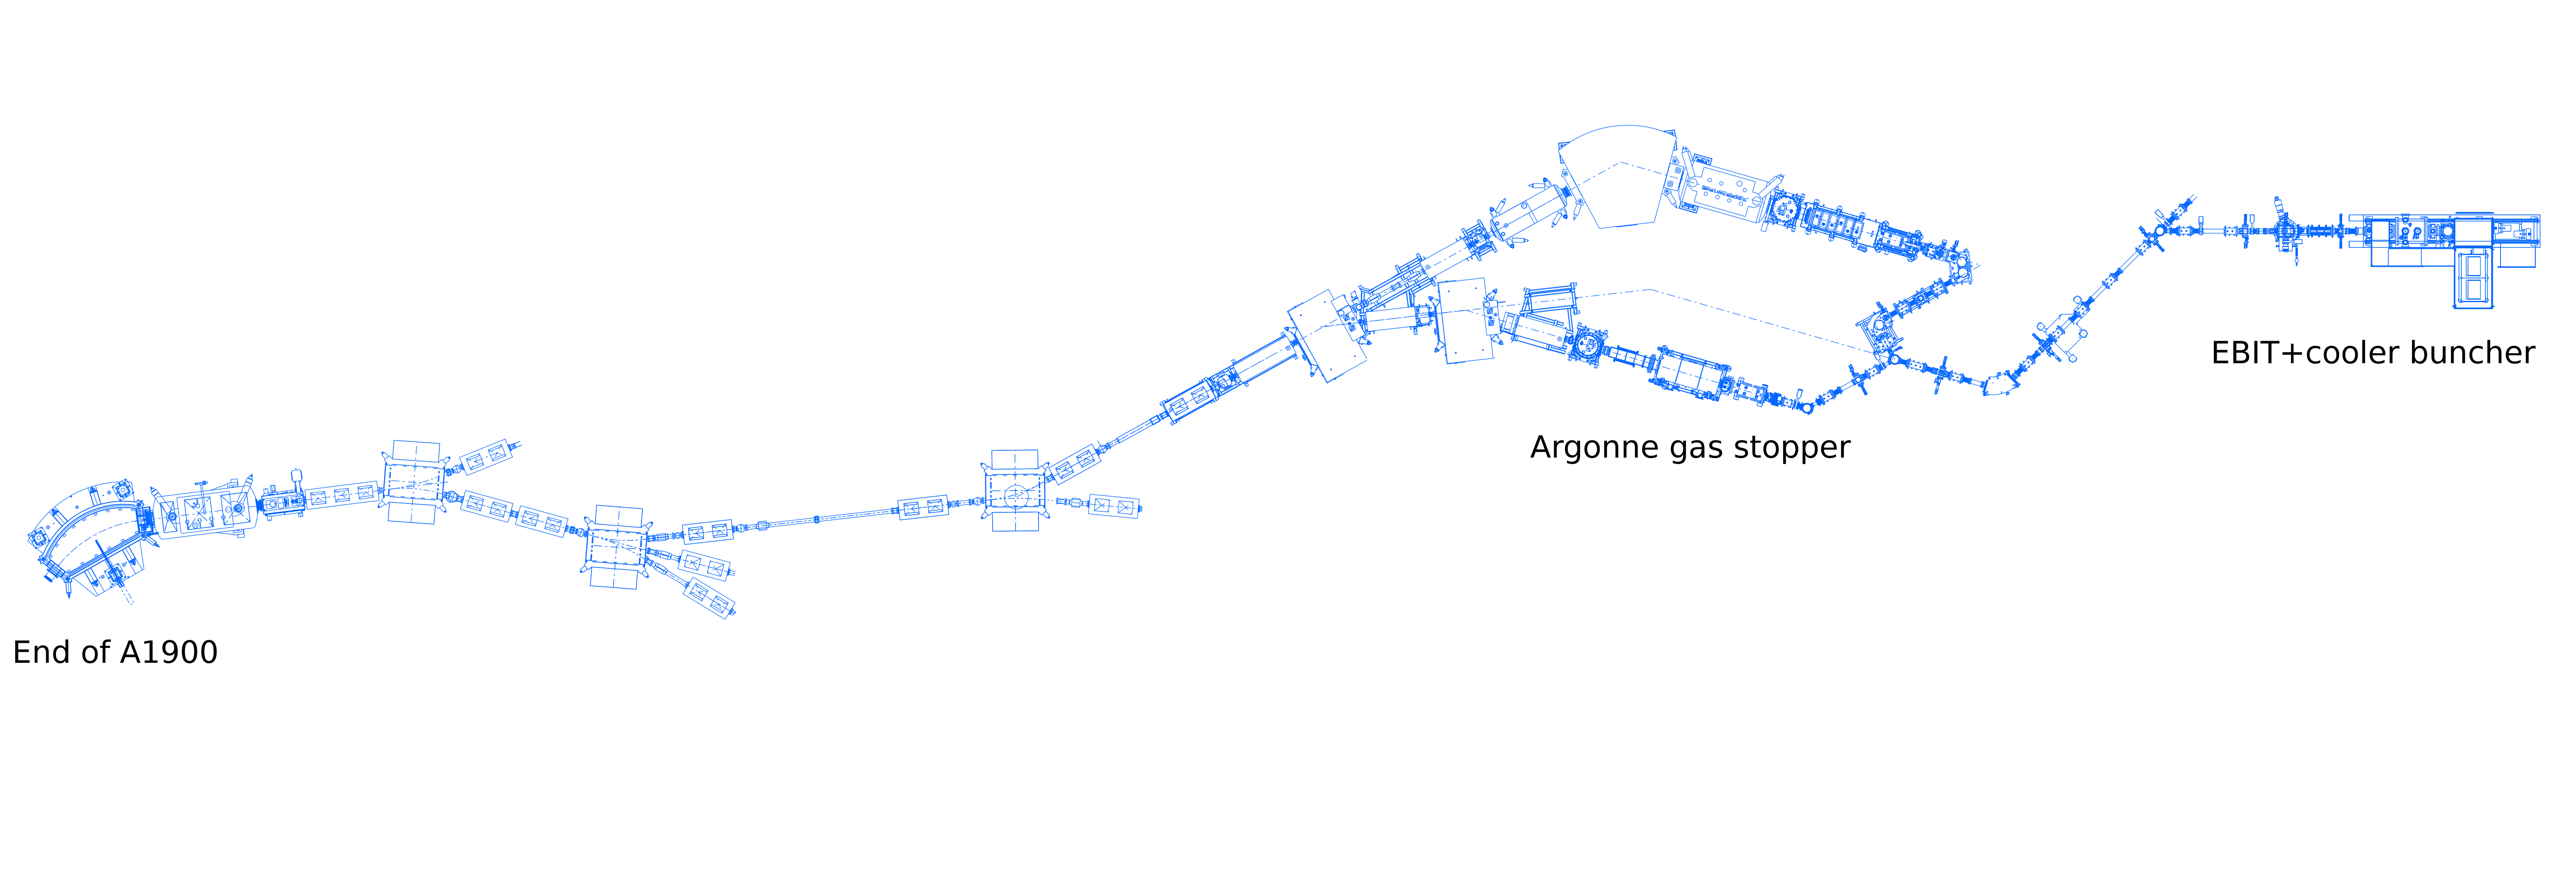 EBIT+cooler buncher
Argonne gas stopper
End of A1900